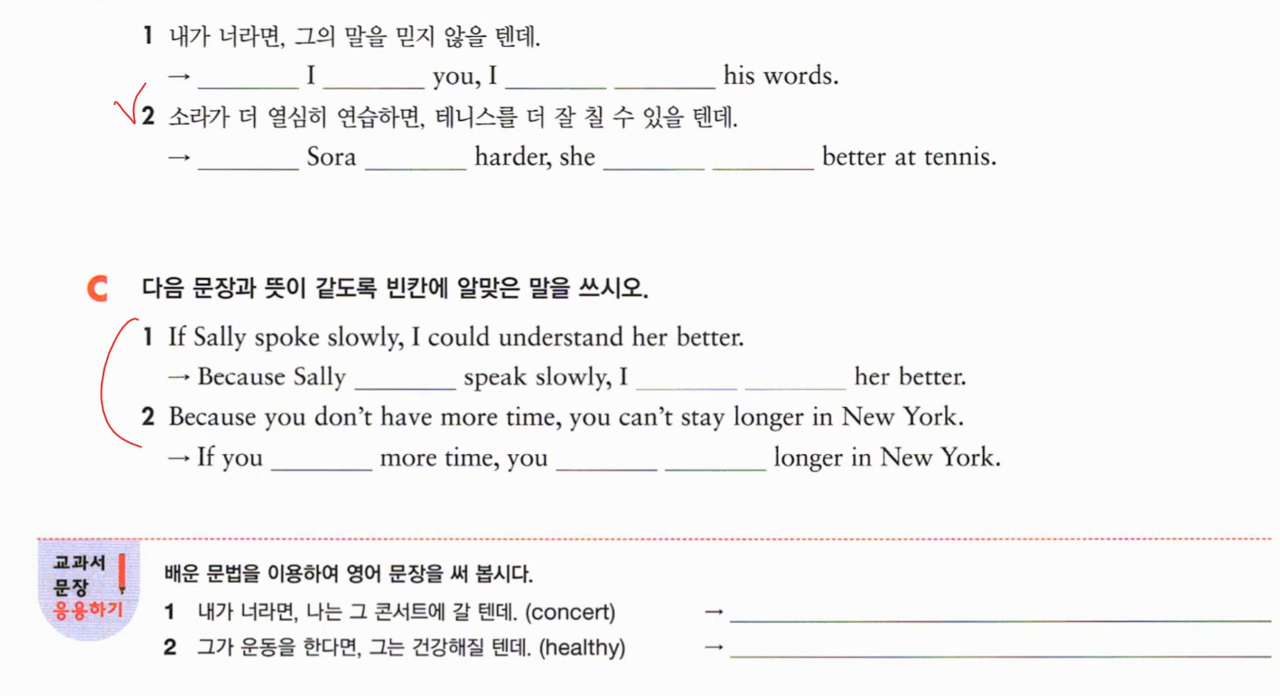 1 내가 너라면, 그의 말을 믿지 않을 텐데.
→ ________ I ________ you, I ________ ________ his words.
2 소라가 더 열심히 연습하면, 테니스를 더 잘 칠 수 있을 텐데.
→ ________ Sora ________ harder, she ________ ________ better at tennis.
C 다음 문장과 뜻이 같도록 빈칸에 알맞은 말을 쓰시오.
1 If Sally spoke slowly, I could understand her better.
→ Because Sally ________ speak slowly, I ________ ________ her better.
2 Because you don't have more time, you can't stay longer in New York.
→ If you ________ more time, you ________ ________ longer in New York.
교과서
문장
응용하기
배운 문법을 이용하여 영어 문장을 써 봅시다.
1 내가 너라면, 나는 그 콘서트에 갈 텐데. (concert) → ________
2 그가 운동을 한다면, 그는 건강해질 텐데. (healthy) → ________